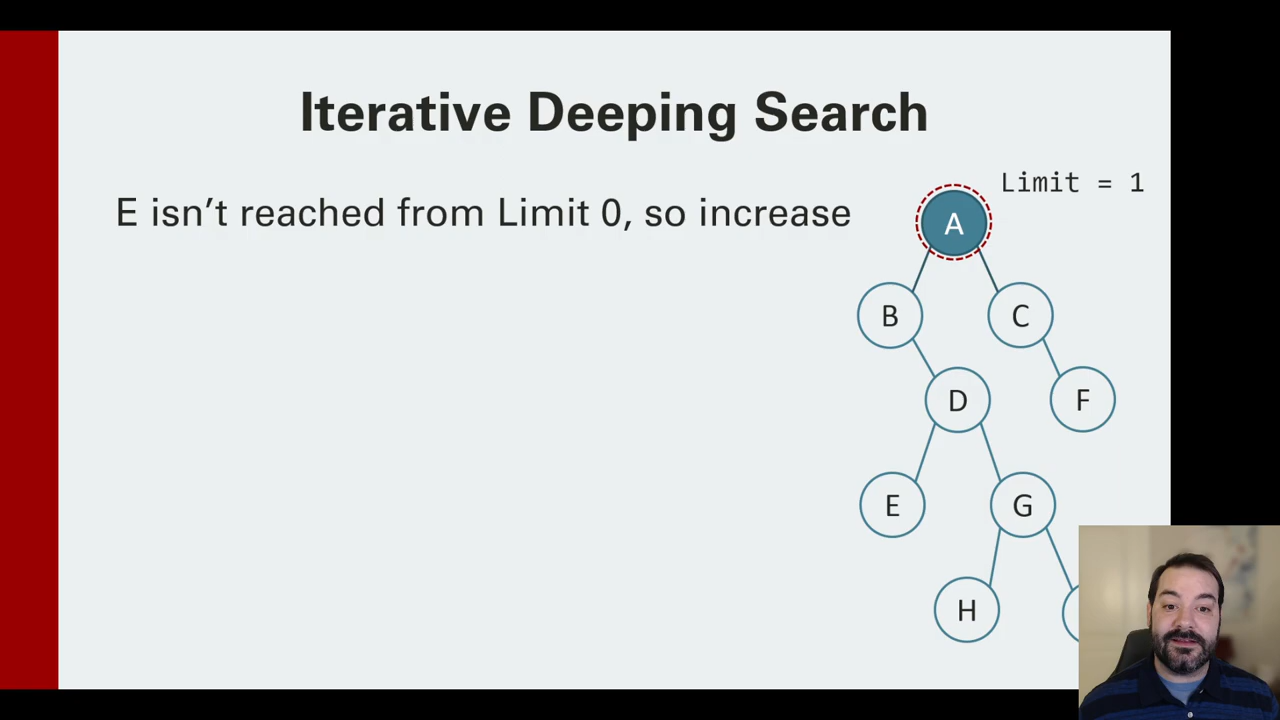 Iterative Deeping Search
Limit = 1
E isn’t reached from Limit 0, so increase
A
B
C
D
F
E
G
H